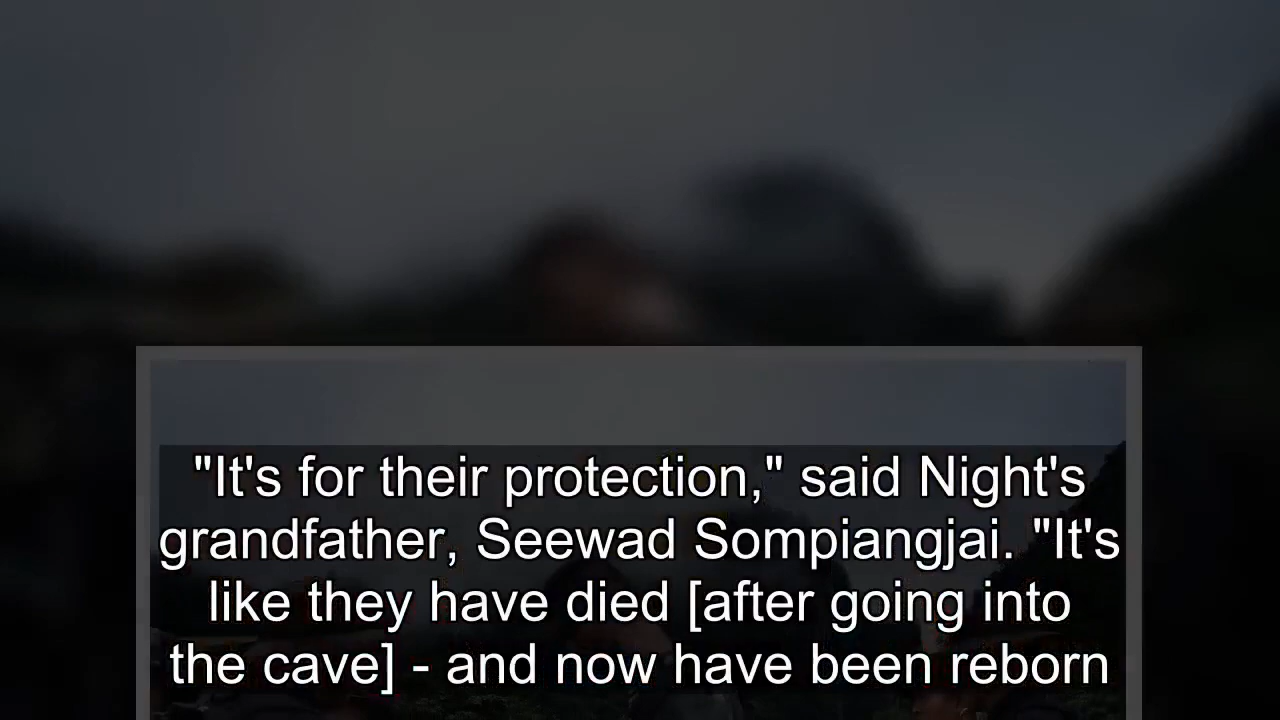 "It's for their protection," said Night's
grandfather, Seewad Sompiangjai. "It's
like they have died [after going into
the cave] - and now have been reborn